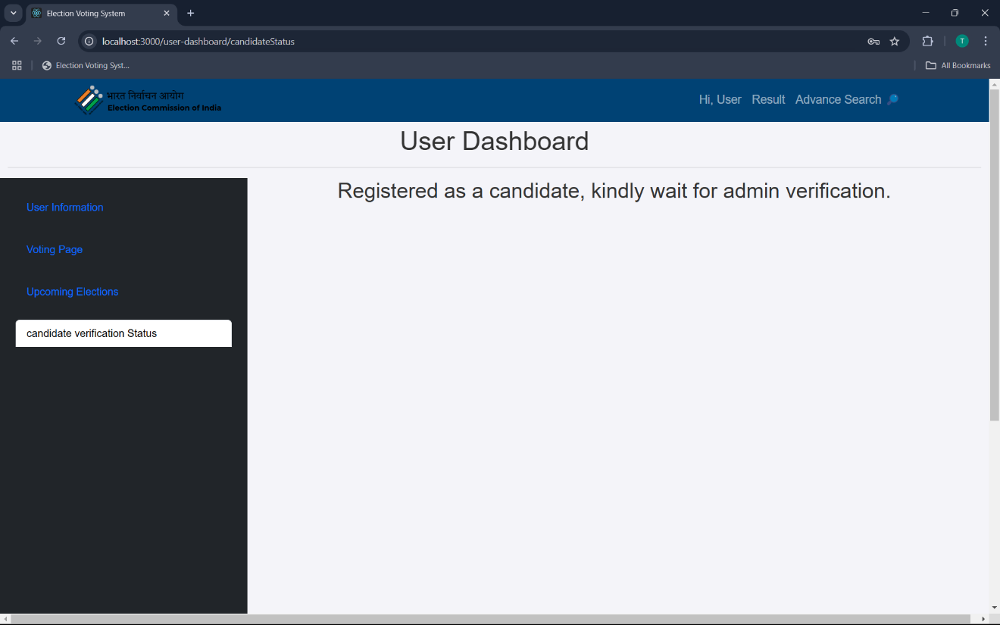 Election Voting System
localhost:3000/user-dashboard/candidateStatus
T
Election Voting Syst...
All Bookmarks
भारत निर्वाचन आयोग
Election Commission of India
Hi, User Result Advance Search
User Dashboard
Registered as a candidate, kindly wait for admin verification.
User Information
Voting Page
Upcoming Elections
candidate verification Status